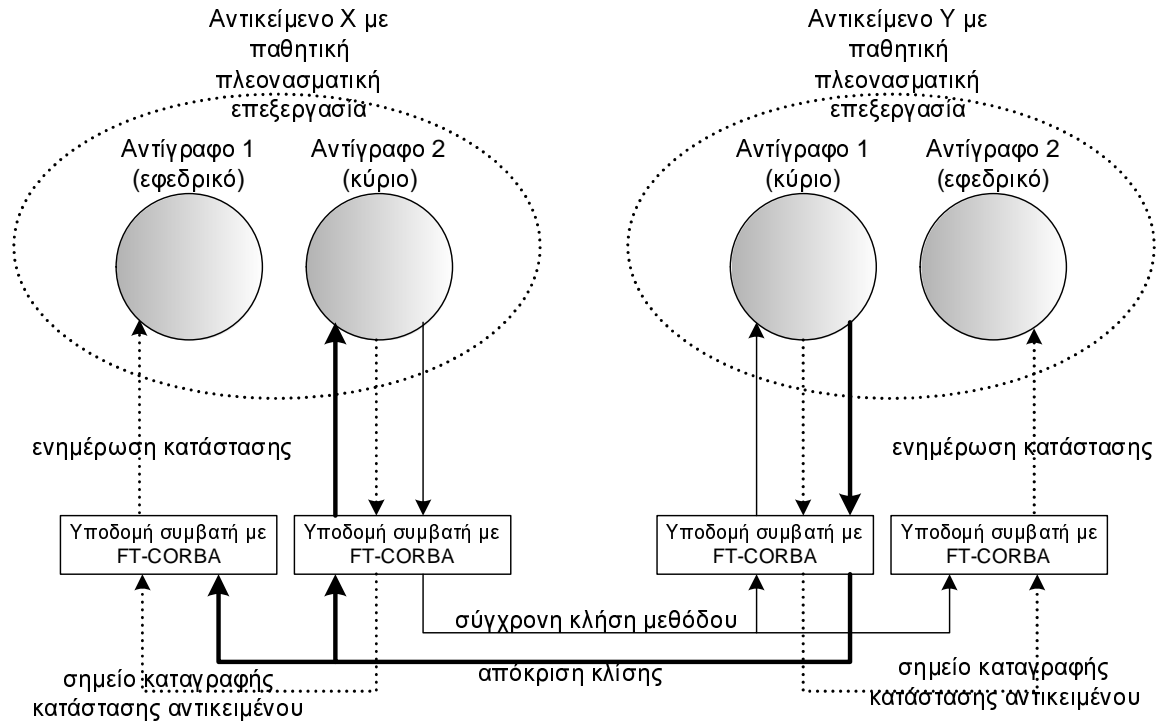 Αντικείμενο X με
παθητική
πλεονασματική
επεξεργασία
Αντίγραφο 1
(εφεδρικό)
Αντίγραφο 2
(κύριο)
Αντικείμενο Y με
παθητική
πλεονασματική
επεξεργασία
Αντίγραφο 1
(κύριο)
Αντίγραφο 2
(εφεδρικό)
ενημέρωση κατάστασης
ενημέρωση κατάστασης
Υποδομή συμβατή με
FT-CORBA
Υποδομή συμβατή με
FT-CORBA
Υποδομή συμβατή με
FT-CORBA
Υποδομή συμβατή με
FT-CORBA
σύγχρονη κλήση μεθόδου
απόκριση κλίσης
σημείο καταγραφής
κατάστασης αντικειμένου
σημείο καταγραφής
κατάστασης αντικειμένου